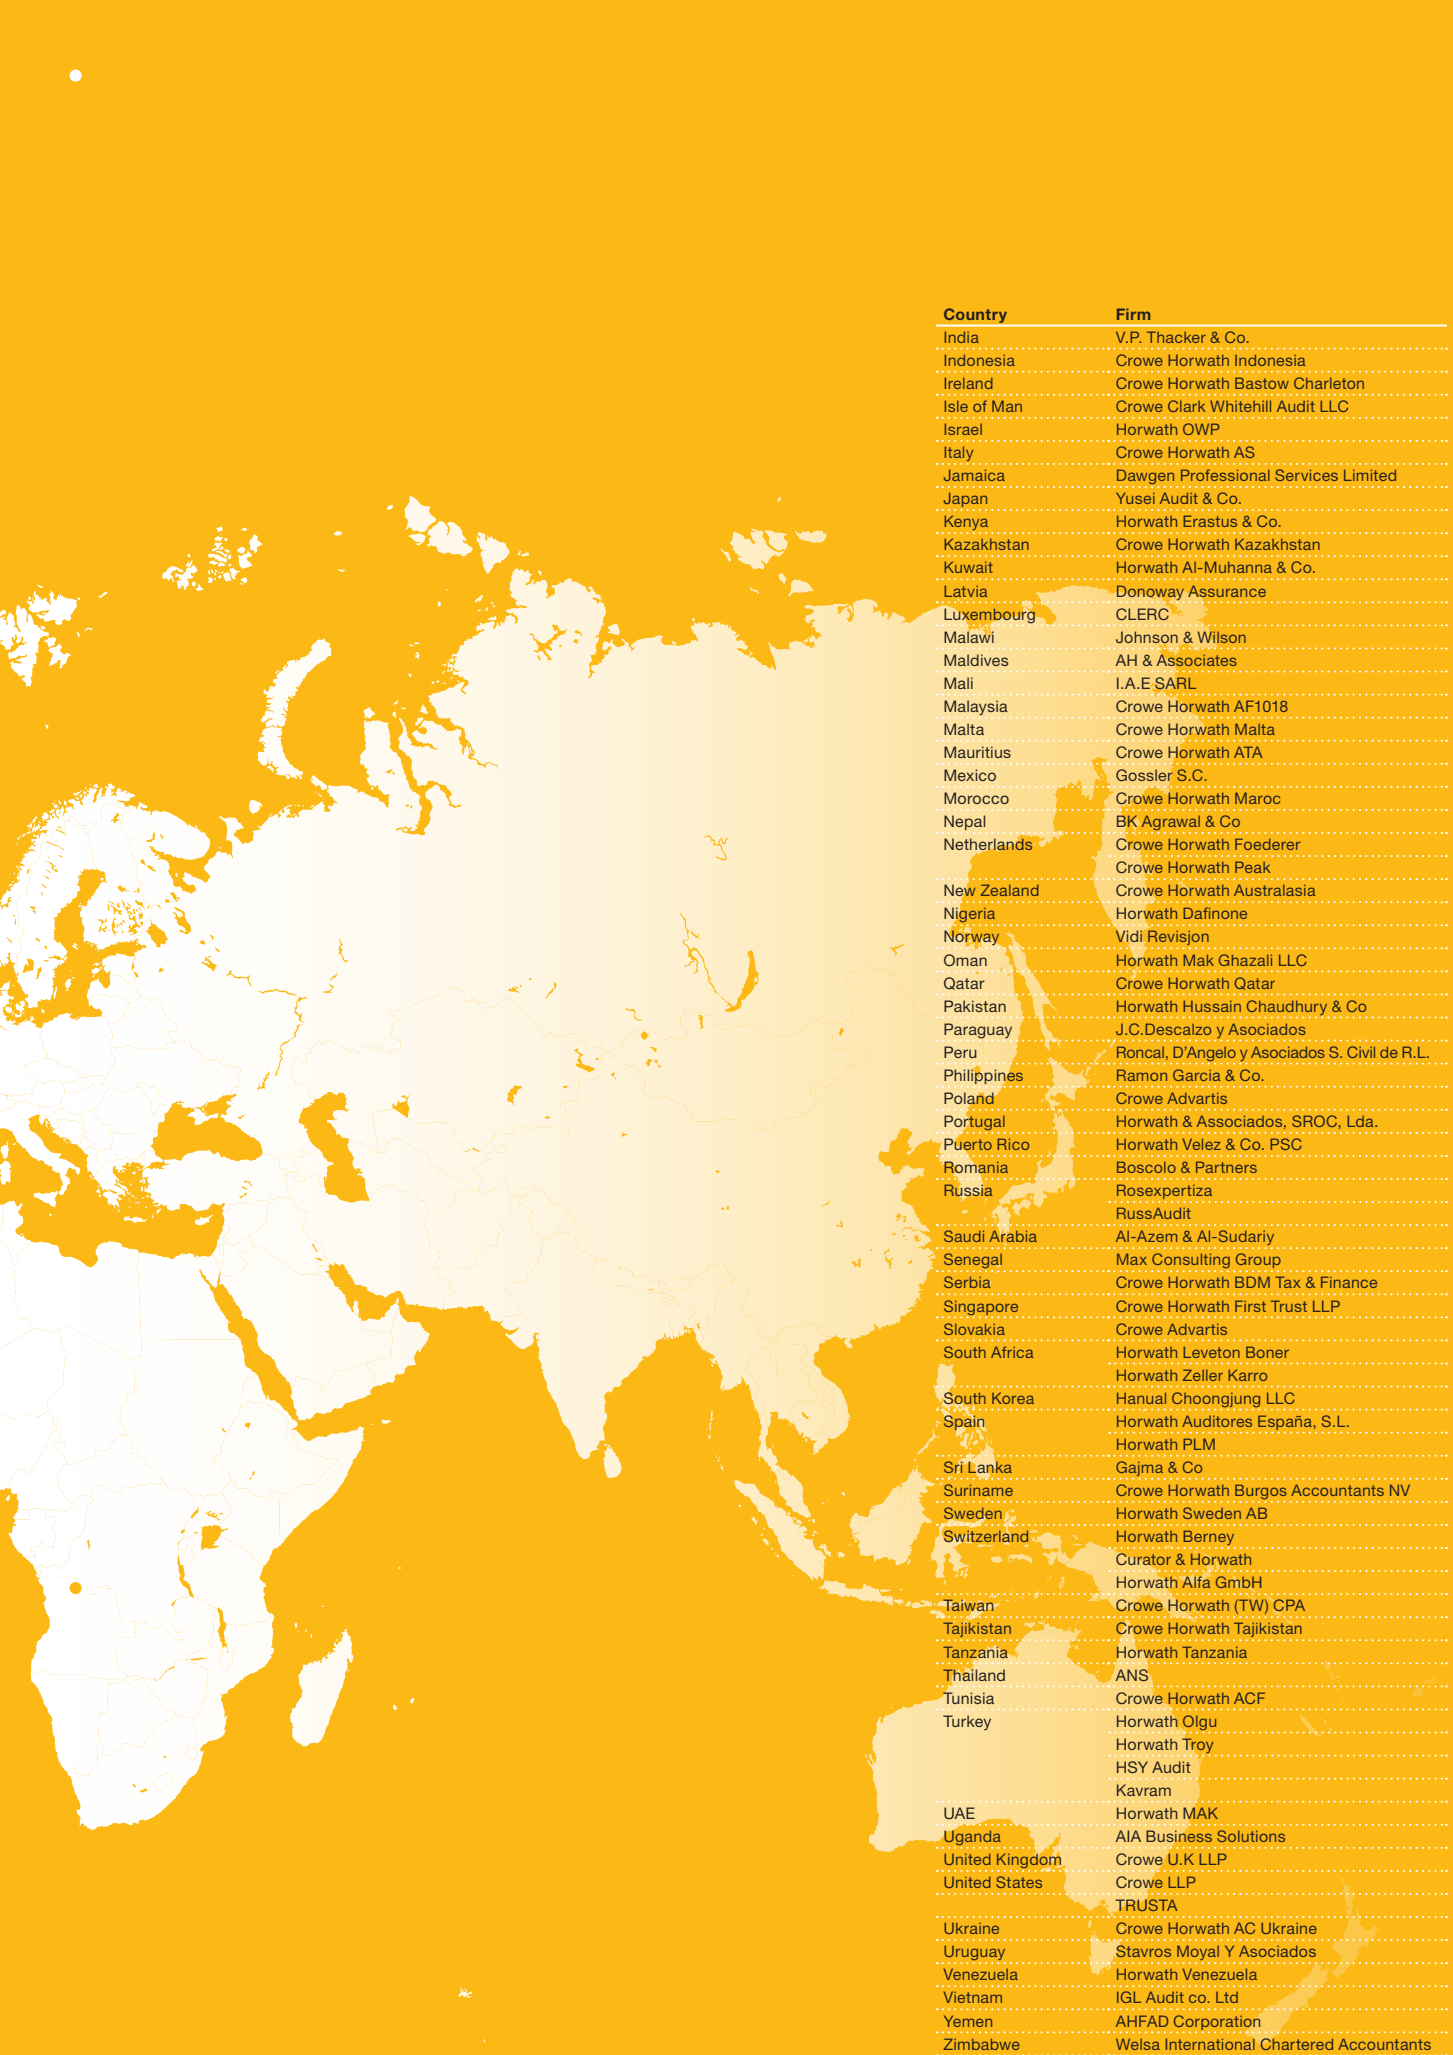 Country Firm
India V.P. Thacker & Co.
Indonesia Crowe Horwath Indonesia
Ireland Crowe Horwath Bastow Charleton
Isle of Man Crowe Clark Whitehill Audit LLC
Israel Horwath OWP
Italy Crowe Horwath AS
Jamaica Dawgen Professional Services Limited
Japan Yusei Audit & Co.
Kenya Horwath Erastus & Co.
Kazakhstan Crowe Horwath Kazakhstan
Kuwait Horwath Al-Muhanna & Co.
Latvia Donoway Assurance
Luxembourg CLERC
Malawi Johnson & Wilson
Maldives AH & Associates
Mali I.A.E SARL
Malaysia Crowe Horwath AF1018
Malta Crowe Horwath Malta
Mauritius Crowe Horwath ATA
Mexico Gossler S.C.
Morocco Crowe Horwath Maroc
Nepal BK Agrawal & Co
Netherlands Crowe Horwath Foederer
Crowe Horwath Peak
New Zealand Crowe Horwath Australasia
Nigeria Horwath Dafinone
Norway Vidi Revisjon
Oman Horwath Mak Ghazali LLC
Qatar Crowe Horwath Qatar
Pakistan Horwath Hussain Chaudhury & Co
Paraguay J.C.Descalzo y Asociados
Peru Roncal, D'Angelo y Asociados S. Civil de R.L.
Philippines Ramon Garcia & Co.
Poland Crowe Advartis
Portugal Horwath & Associados, SROC, Lda.
Puerto Rico Horwath Velez & Co. PSC
Romania Boscolo & Partners
Russia Rosexpertiza
RussAudit
Saudi Arabia Al-Azem & Al-Sudariy
Senegal Max Consulting Group
Serbia Crowe Horwath BDM Tax & Finance
Singapore Crowe Horwath First Trust LLP
Slovakia Crowe Advartis
South Africa Horwath Leveton Boner
Horwath Zeller Karro
South Korea Hanual Choongjung LLC
Spain Horwath Auditores España, S.L.
Horwath PLM
Sri Lanka Gajma & Co
Suriname Crowe Horwath Burgos Accountants NV
Sweden Horwath Sweden AB
Switzerland Horwath Berney
Curator & Horwath
Horwath Alfa GmbH
Taiwan Crowe Horwath (TW) CPA
Tajikistan Crowe Horwath Tajikistan
Tanzania Horwath Tanzania
Thailand ANS
Tunisia Crowe Horwath ACF
Turkey Horwath Olgu
Horwath Troy
HSY Audit
Kavram
UAE Horwath MAK
Uganda AIA Business Solutions
United Kingdom Crowe U.K LLP
United States Crowe LLP
TRUSTA
Ukraine Crowe Horwath AC Ukraine
Uruguay Stavros Moyal Y Asociados
Venezuela Horwath Venezuela
Vietnam IGL Audit co. Ltd
Yemen AHFAD Corporation
Zimbabwe Welsa International Chartered Accountants